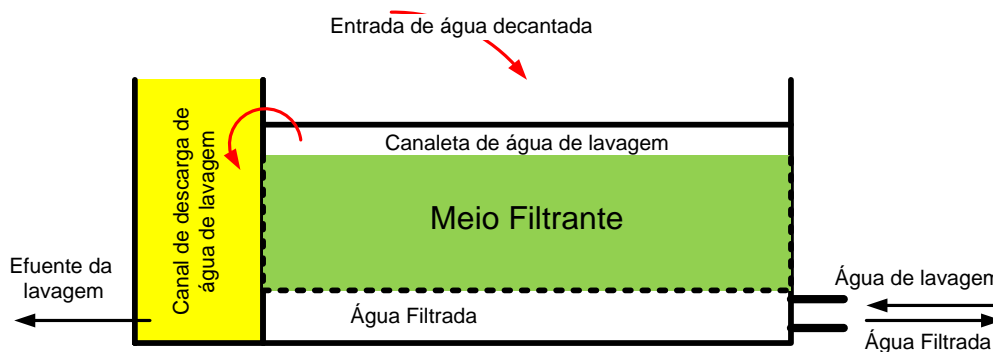 Entrada de água decantada
Canal de descarga de
água de lavagem
Canaleta de água de lavagem
Meio Filtrante
Efuente da
lavagem
Água Filtrada
Água de lavagem
Água Filtrada